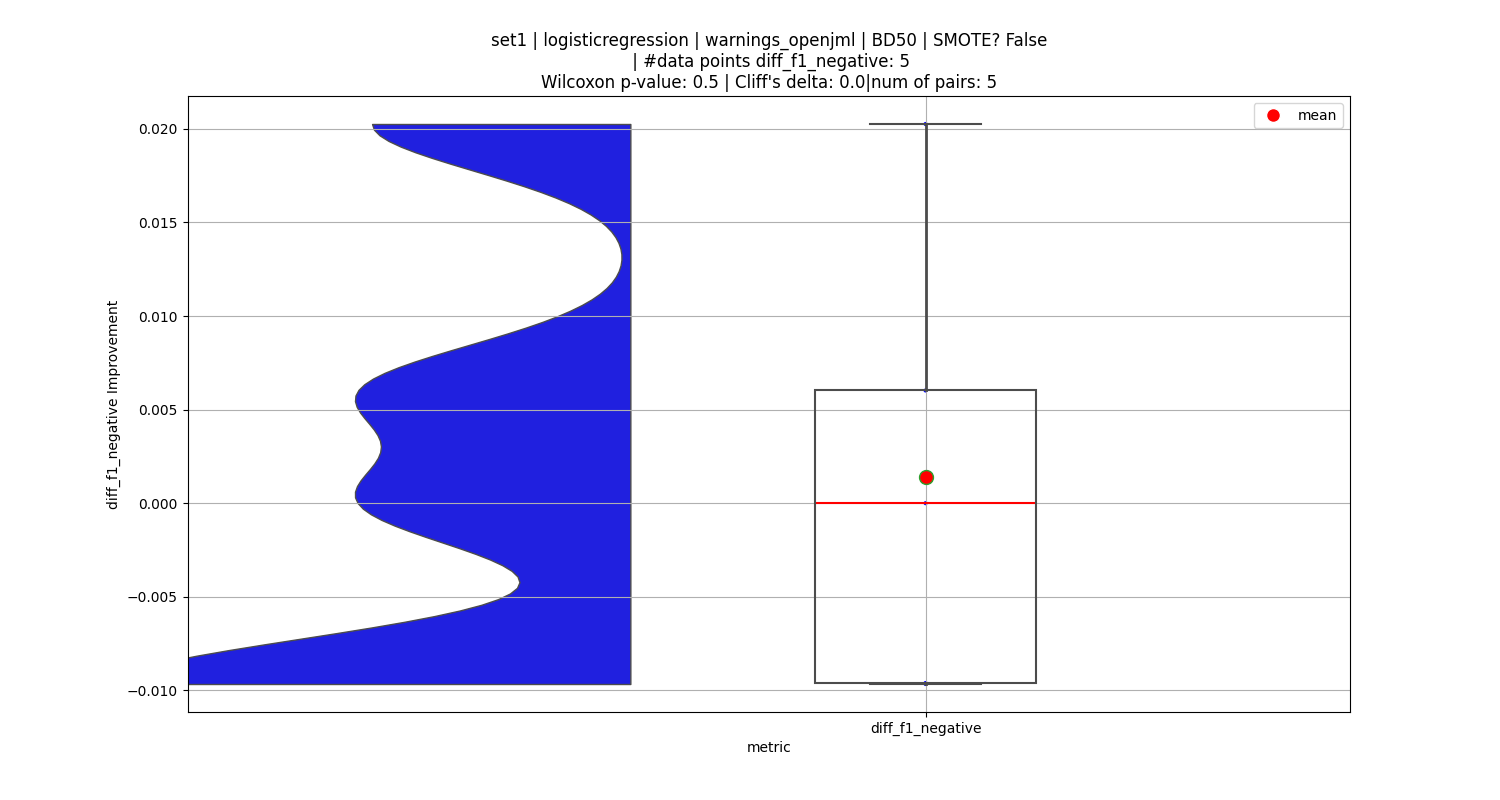 set1 | logisticregression | warnings_openjml | BD50 | SMOTE? False
| #data points diff_f1_negative: 5
Wilcoxon p-value: 0.5 | Cliff's delta: 0.0|num of pairs: 5
mean
0.020
0.015
0.010
0.005
0.000
−0.005
−0.010
diff_f1_negative Improvement
diff_f1_negative
metric